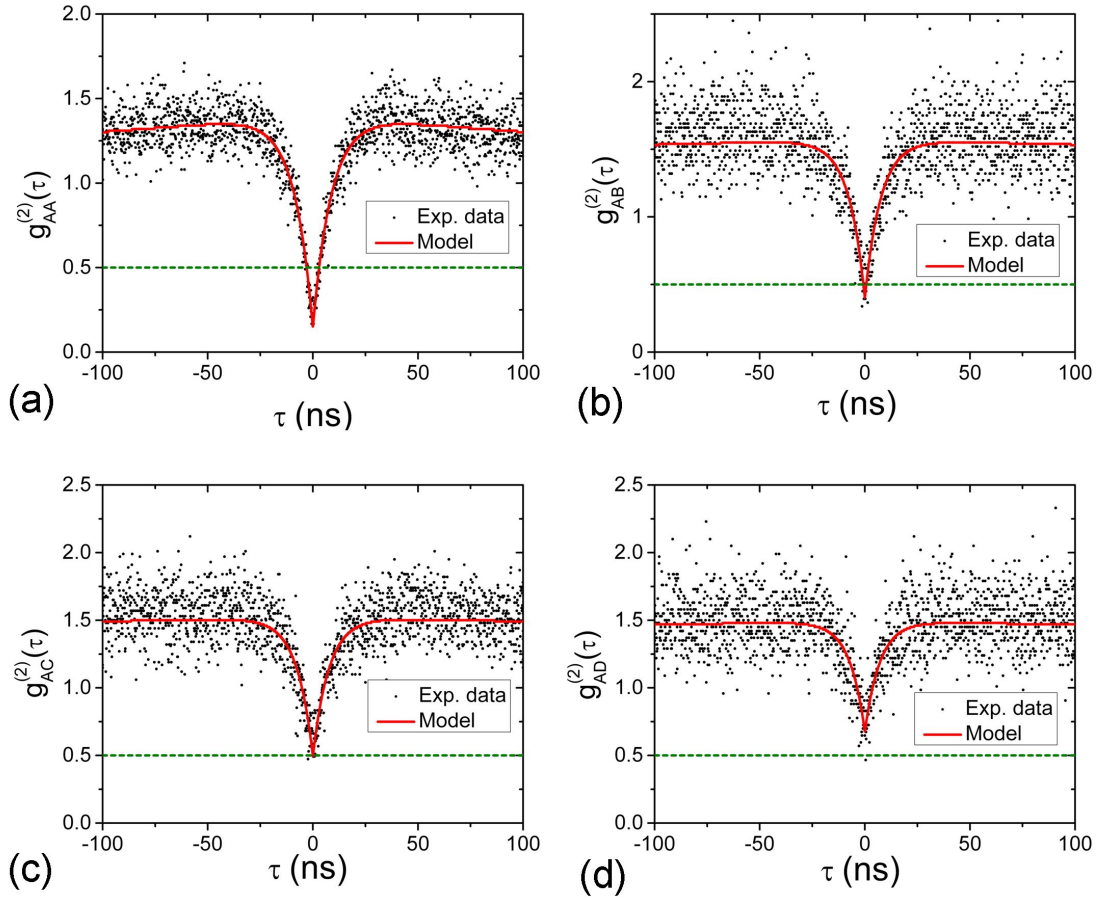 2.0
1.5
1.0
0.5
0.0
g_AA^(2)(τ)
Exp. data
Model
-100 -50 0 50 100
τ (ns)
(a)
2
1
0
g_AB^(2)(τ)
Exp. data
Model
-100 -50 0 50 100
τ (ns)
(b)
2.5
2.0
1.5
1.0
0.5
0.0
g_AC^(2)(τ)
Exp. data
Model
-100 -50 0 50 100
τ (ns)
(c)
2.5
2.0
1.5
1.0
0.5
0.0
g_AD^(2)(τ)
Exp. data
Model
-100 -50 0 50 100
τ (ns)
(d)